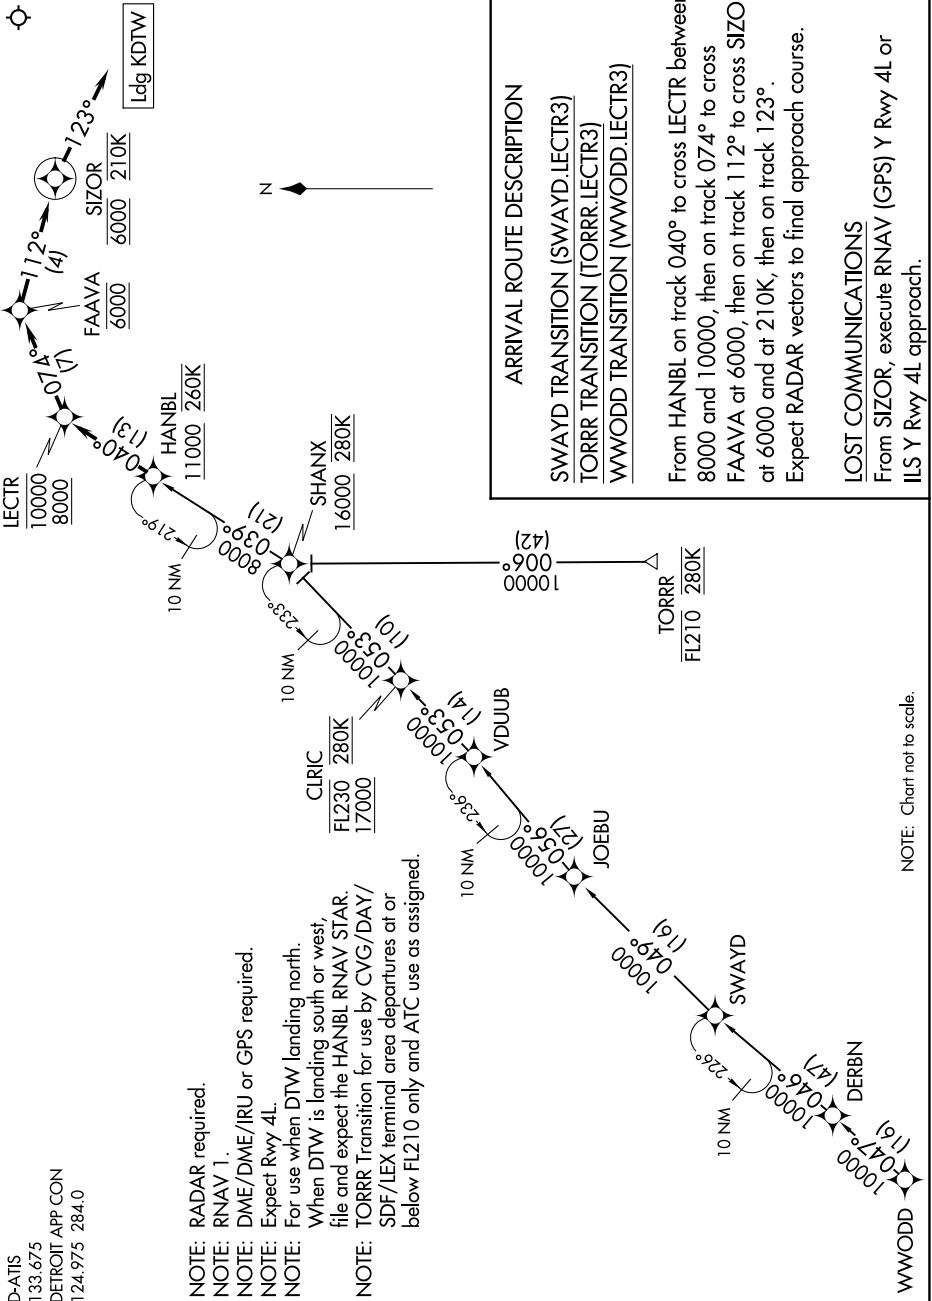 D-ATIS
133.675
DETROIT APP CON
124.975 284.0
NOTE: RADAR required.
NOTE: RNAV 1.
NOTE: DME/DME/IRU or GPS required.
NOTE: Expect Rwy 4L.
NOTE: For use when DTW landing north.
When DTW is landing south or west,
file and expect the HANBL RNAV STAR.
NOTE: TORRR Transition for use by CVG/DAY/
SDF/LEX terminal area departures at or
below FL210 only and ATC use as assigned.
Ldg KDTW
123°
SIZOR
6000 210K
112°
(4)
FAAVA
6000
074°
(7)
LECTR
10000
8000
040°
(13)
HANBL
11000 260K
219°
10 NM
8000
039°
(21)
SHANX
16000 280K
233°
10 NM
10000
053°
(10)
CLRIC
FL230 280K
17000
10000
053°
(14)
VDUUB
236°
10 NM
10000
056°
(27)
JOEBU
10000
049°
(16)
SWAYD
226°
10 NM
10000
046°
(47)
DERBN
10000
047°
(16)
WWODD
10000
006°
(42)
TORRR
FL210 280K
N
NOTE: Chart not to scale.
ARRIVAL ROUTE DESCRIPTION
SWAYD TRANSITION (SWAYD.LECTR3)
TORRR TRANSITION (TORRR.LECTR3)
WWODD TRANSITION (WWODD.LECTR3)
From HANBL on track 040° to cross LECTR between
8000 and 10000, then on track 074° to cross
FAAVA at 6000, then on track 112° to cross SIZO
at 6000 and at 210K, then on track 123°.
Expect RADAR vectors to final approach course.
LOST COMMUNICATIONS
From SIZOR, execute RNAV (GPS) Y Rwy 4L or
ILS Y Rwy 4L approach.